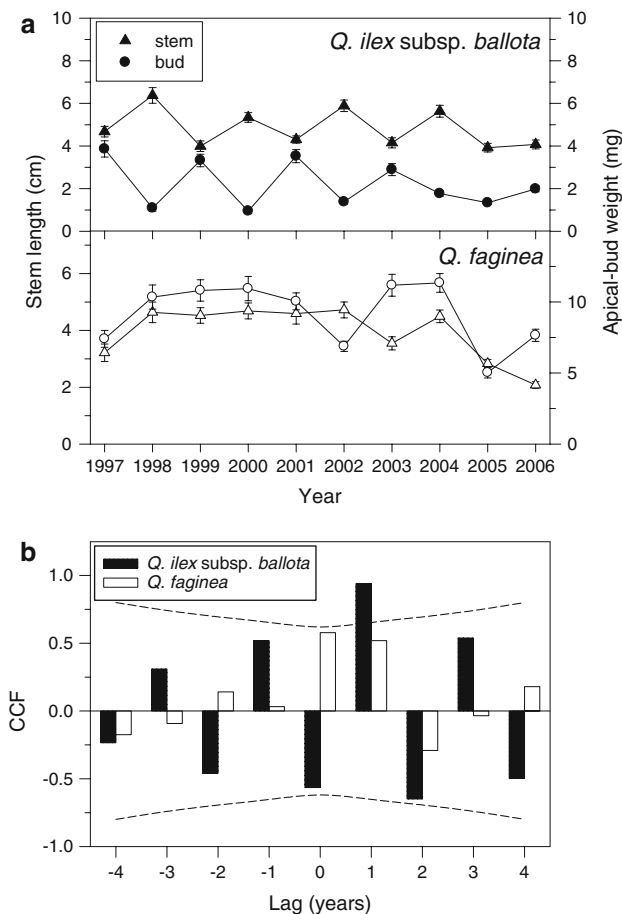 a
stem
bud
Q. ilex subsp. ballota
10
8
6
4
2
0
10
8
6
4
2
0
Stem length (cm)
Apical-bud weight (mg)
Q. faginea
6
4
2
0
10
5
0
1997 1998 1999 2000 2001 2002 2003 2004 2005 2006
Year
b
Q. ilex subsp. ballota
Q. faginea
1.0
0.5
0.0
-0.5
-1.0
CCF
-4 -3 -2 -1 0 1 2 3 4
Lag (years)